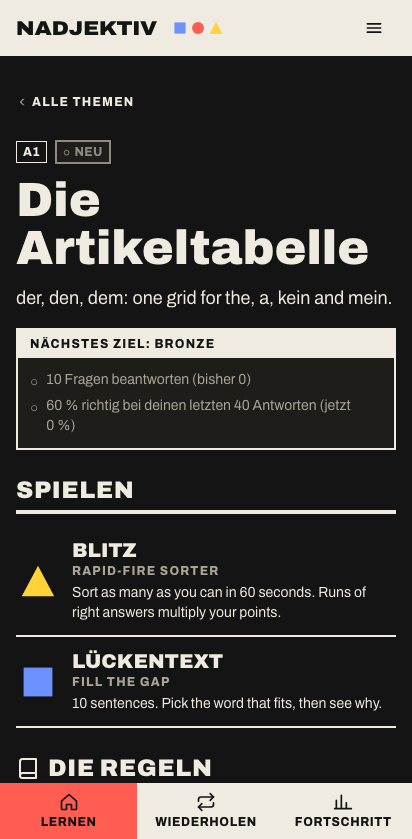 NADJEKTIV
‹ ALLE THEMEN
A1 ○ NEU
Die
Artikeltabelle
der, den, dem: one grid for the, a, kein and mein.
NÄCHSTES ZIEL: BRONZE
○ 10 Fragen beantworten (bisher 0)
○ 60 % richtig bei deinen letzten 40 Antworten (jetzt
0 %)
SPIELEN
BLITZ
RAPID-FIRE SORTER
Sort as many as you can in 60 seconds. Runs of
right answers multiply your points.
LÜCKENTEXT
FILL THE GAP
10 sentences. Pick the word that fits, then see why.
DIE REGELN
LERNEN WIEDERHOLEN FORTSCHRITT